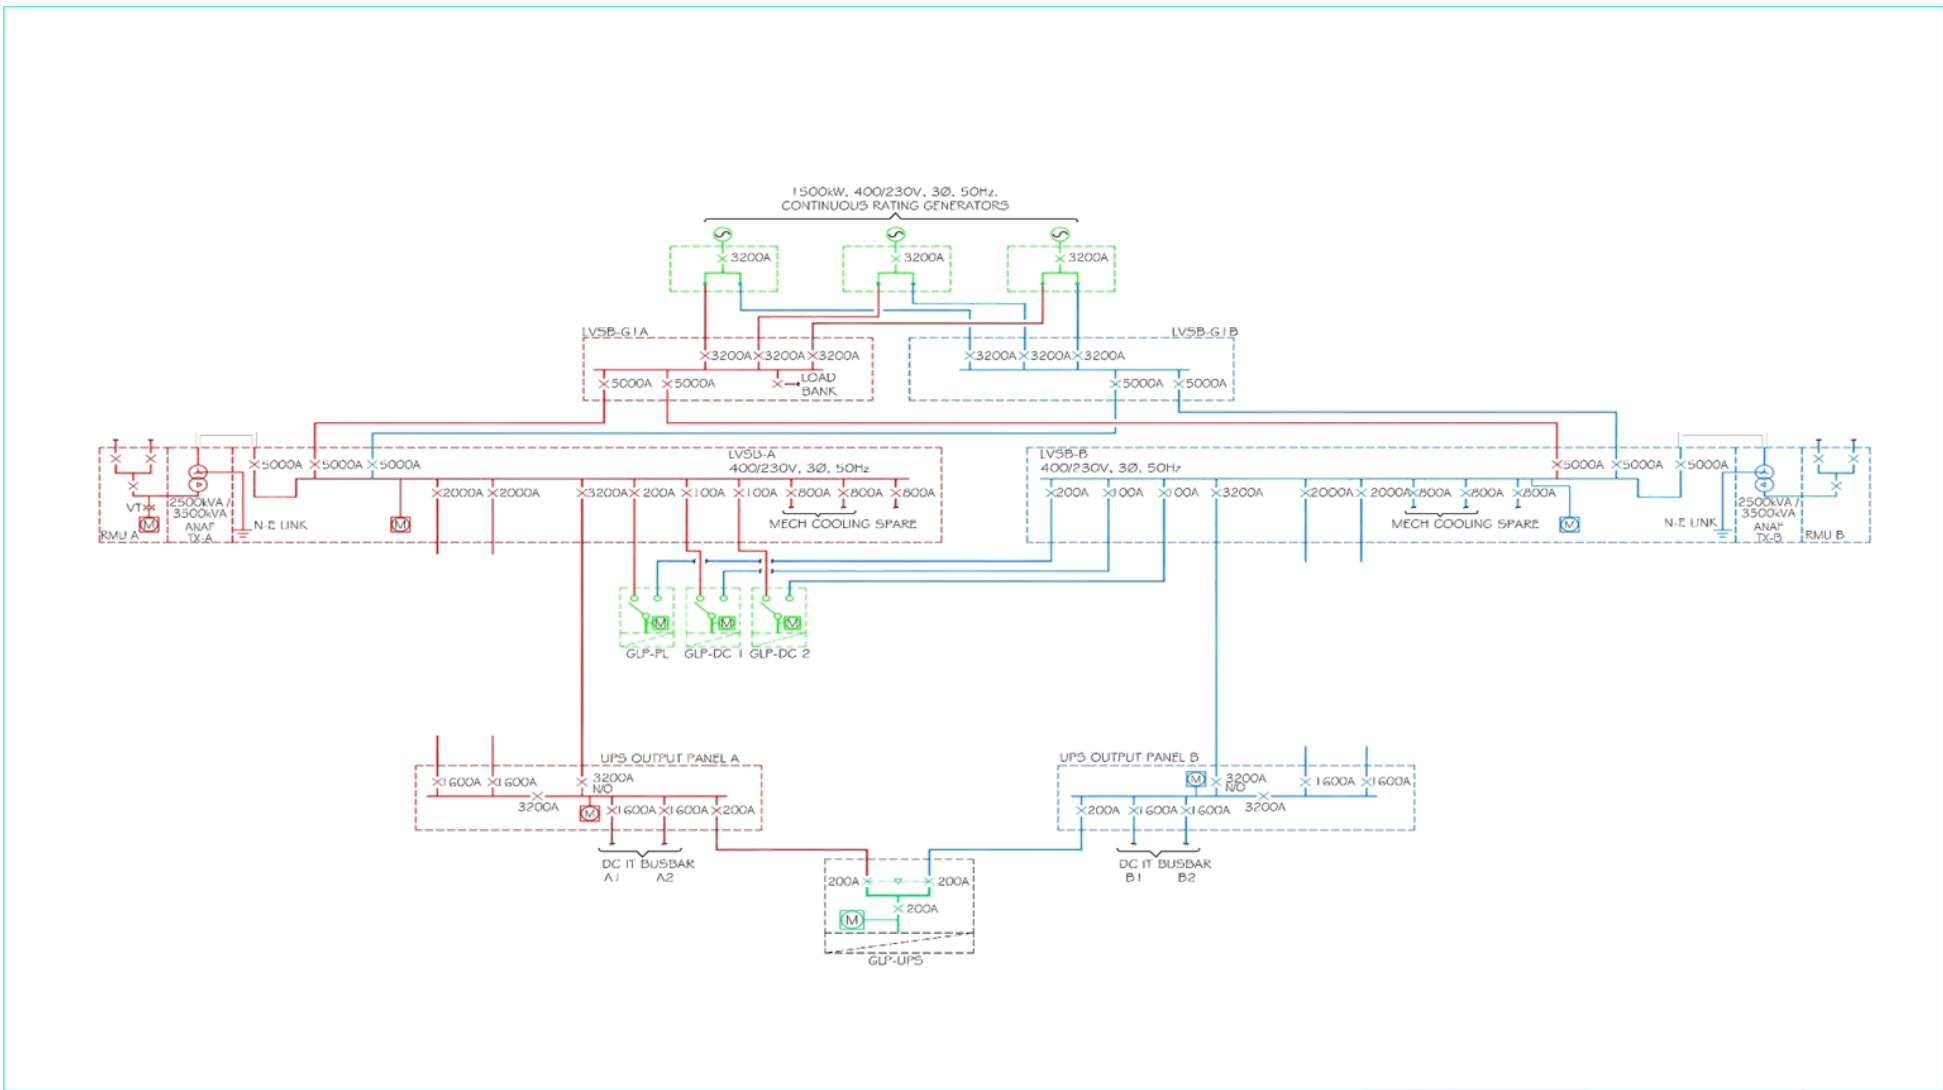 1500kW, 400/230V, 3Ø, 50Hz.
CONTINUOUS RATING GENERATORS
3200A 3200A 3200A
LVSB-G1A LVSB-G1B
3200A 3200A 3200A 3200A 3200A 3200A
5000A 5000A LOAD BANK 5000A 5000A
LVSB-A LVSB-B
400/230V, 3Ø, 50Hz 400/230V, 3Ø, 50Hz
5000A 5000A 5000A 5000A 5000A 5000A
2000A 2000A 3200A 200A 100A 100A 800A 800A 800A 200A 100A 100A 3200A 2000A 2000A 800A 800A 800A
2500kVA / 2500kVA /
3500kVA 3500kVA
VT M M MECH COOLING SPARE MECH COOLING SPARE M
N-E LINK N-E LINK
ANAF ANAF
RMU A TX-A TX-B RMU B
M M M
GLP-PL GLP-DC 1 GLP-DC 2
UPS OUTPUT PANEL A UPS OUTPUT PANEL B
1600A 1600A 3200A M 3200A 1600A 1600A
N/O N/O
3200A 3200A
M 1600A 1600A 200A 200A 1600A 1600A
DC IT BUSBAR DC IT BUSBAR
A1 A2 B1 B2
200A 200A
200A
M
GLP-UPS